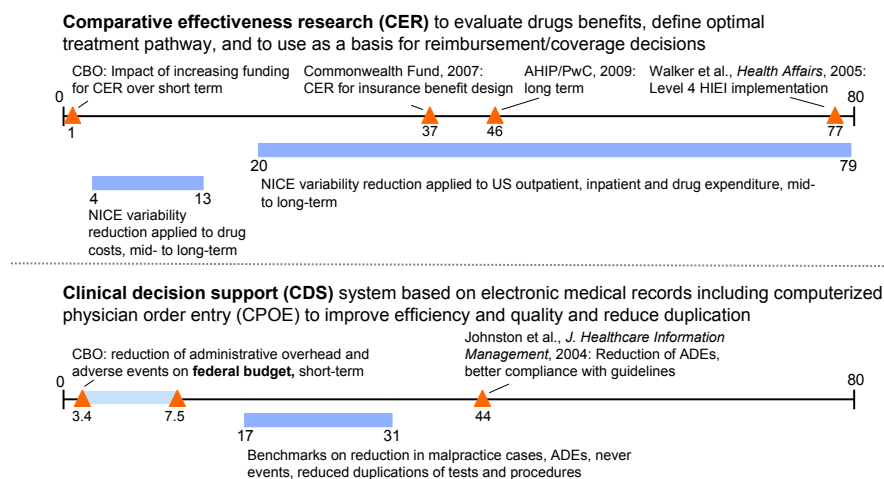 Comparative effectiveness research (CER) to evaluate drugs benefits, define optimal
treatment pathway, and to use as a basis for reimbursement/coverage decisions
CBO: Impact of increasing funding
for CER over short term
Commonwealth Fund, 2007:
CER for insurance benefit design
AHIP/PwC, 2009:
long term
Walker et al., Health Affairs, 2005:
Level 4 HIEI implementation
0
80
1
37
46
77
20
79
NICE variability reduction applied to US outpatient, inpatient and drug expenditure, mid-
to long-term
4
13
NICE variability
reduction applied to drug
costs, mid- to long-term
Clinical decision support (CDS) system based on electronic medical records including computerized
physician order entry (CPOE) to improve efficiency and quality and reduce duplication
CBO: reduction of administrative overhead and
adverse events on federal budget, short-term
Johnston et al., J. Healthcare Information
Management, 2004: Reduction of ADEs,
better compliance with guidelines
0
80
3.4
7.5
44
17
31
Benchmarks on reduction in malpractice cases, ADEs, never
events, reduced duplications of tests and procedures